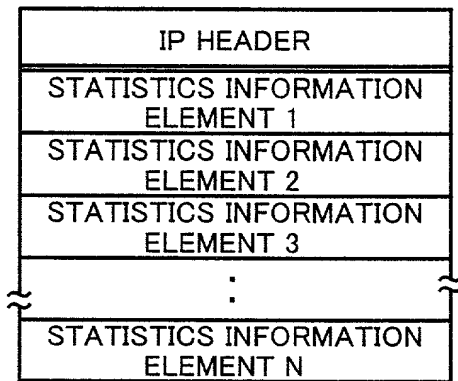 IP HEADER
STATISTICS INFORMATION
ELEMENT 1
STATISTICS INFORMATION
ELEMENT 2
STATISTICS INFORMATION
ELEMENT 3
:
STATISTICS INFORMATION
ELEMENT N